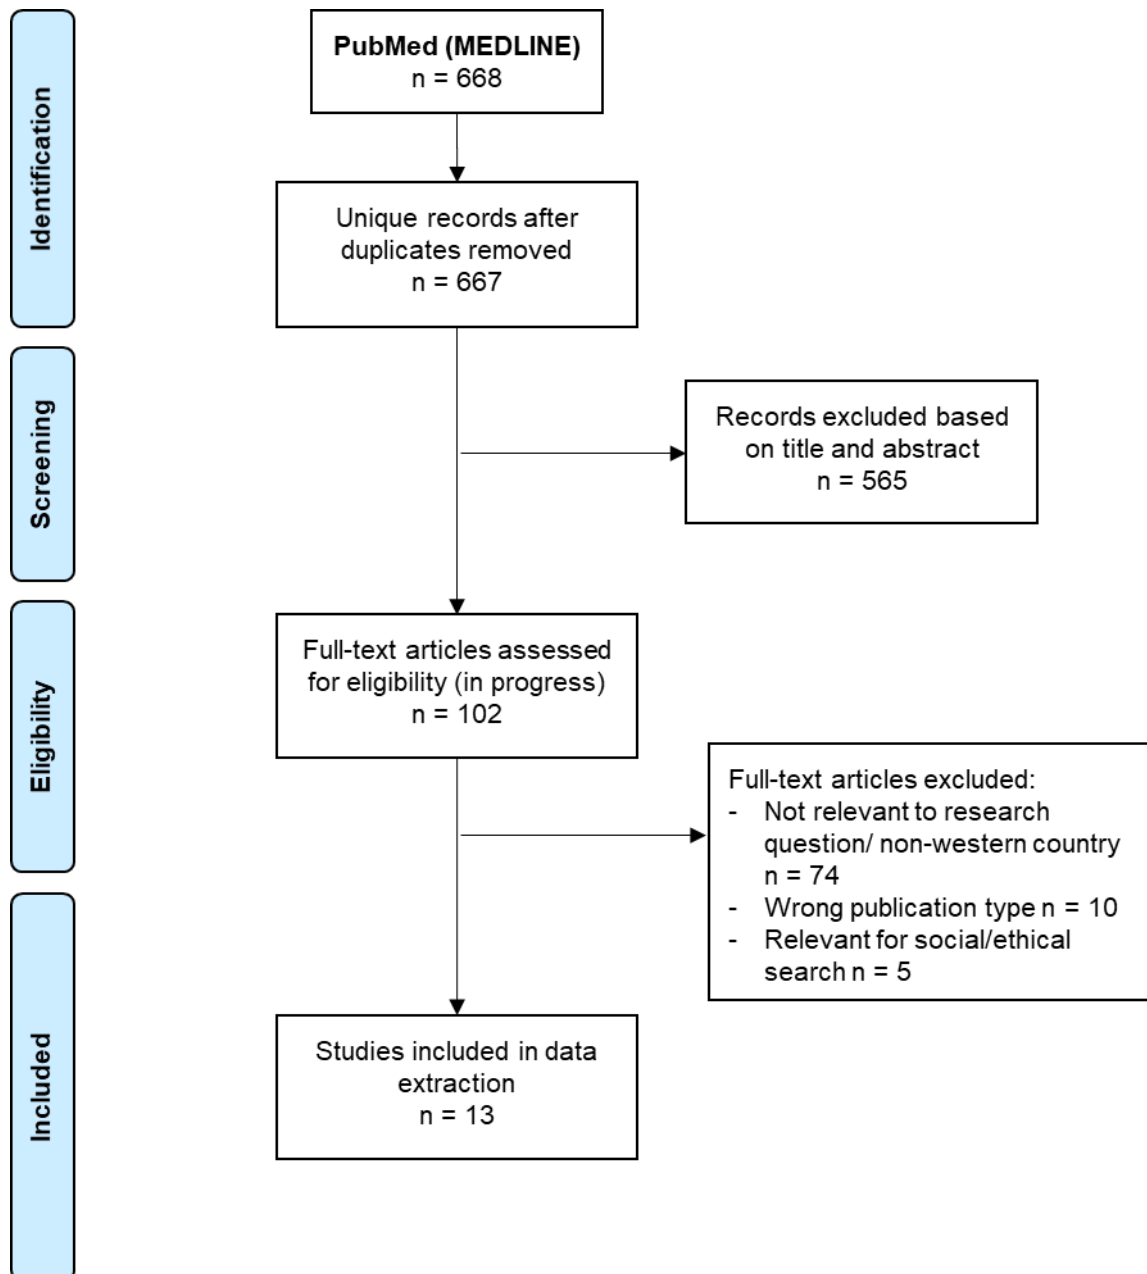 Identification
PubMed (MEDLINE)
n = 668
Unique records after
duplicates removed
n = 667
Screening
Records excluded based
on title and abstract
n = 565
Eligibility
Full-text articles assessed
for eligibility (in progress)
n = 102
Full-text articles excluded:
- Not relevant to research
question/ non-western country
n = 74
- Wrong publication type n = 10
- Relevant for social/ethical
search n = 5
Included
Studies included in data
extraction
n = 13